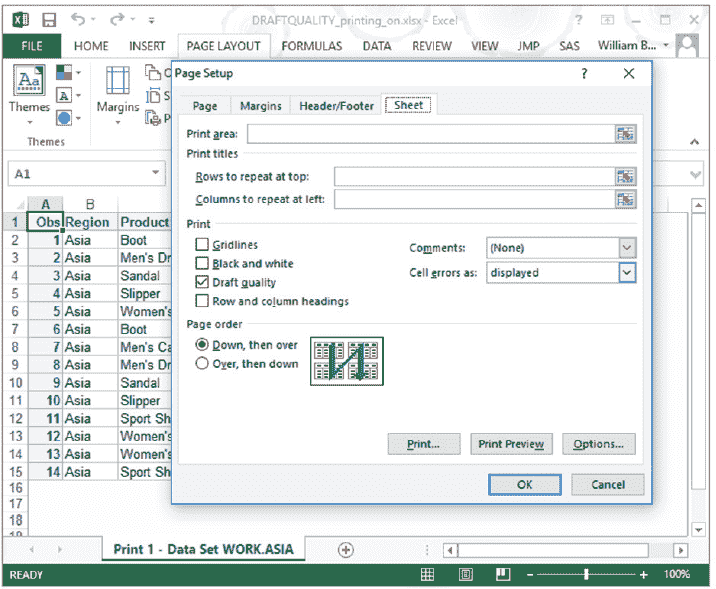 DRAFTQUALITY_printing_on.xlsx - Excel
FILE HOME INSERT PAGE LAYOUT FORMULAS DATA REVIEW VIEW JMP SAS William B...
Themes Margins
Themes
Page Setup ? ✕
Page Margins Header/Footer Sheet
Print area:
Print titles
Rows to repeat at top:
Columns to repeat at left:
Print
Gridlines
Black and white
Draft quality
Row and column headings
Comments: (None)
Cell errors as: displayed
Page order
Down, then over
Over, then down
Print... Print Preview Options...
OK Cancel
A1
A B
1 Obs Region Product
2 1 Asia Boot
3 2 Asia Men's Dr
4 3 Asia Sandal
5 4 Asia Slipper
6 5 Asia Women's
7 6 Asia Boot
8 7 Asia Men's Ca
9 8 Asia Men's Dr
10 9 Asia Sandal
11 10 Asia Slipper
12 11 Asia Sport Sh
13 12 Asia Women's
14 13 Asia Women's
15 14 Asia Sport Sh
16
17
18
Print 1 - Data Set WORK.ASIA
READY 100%